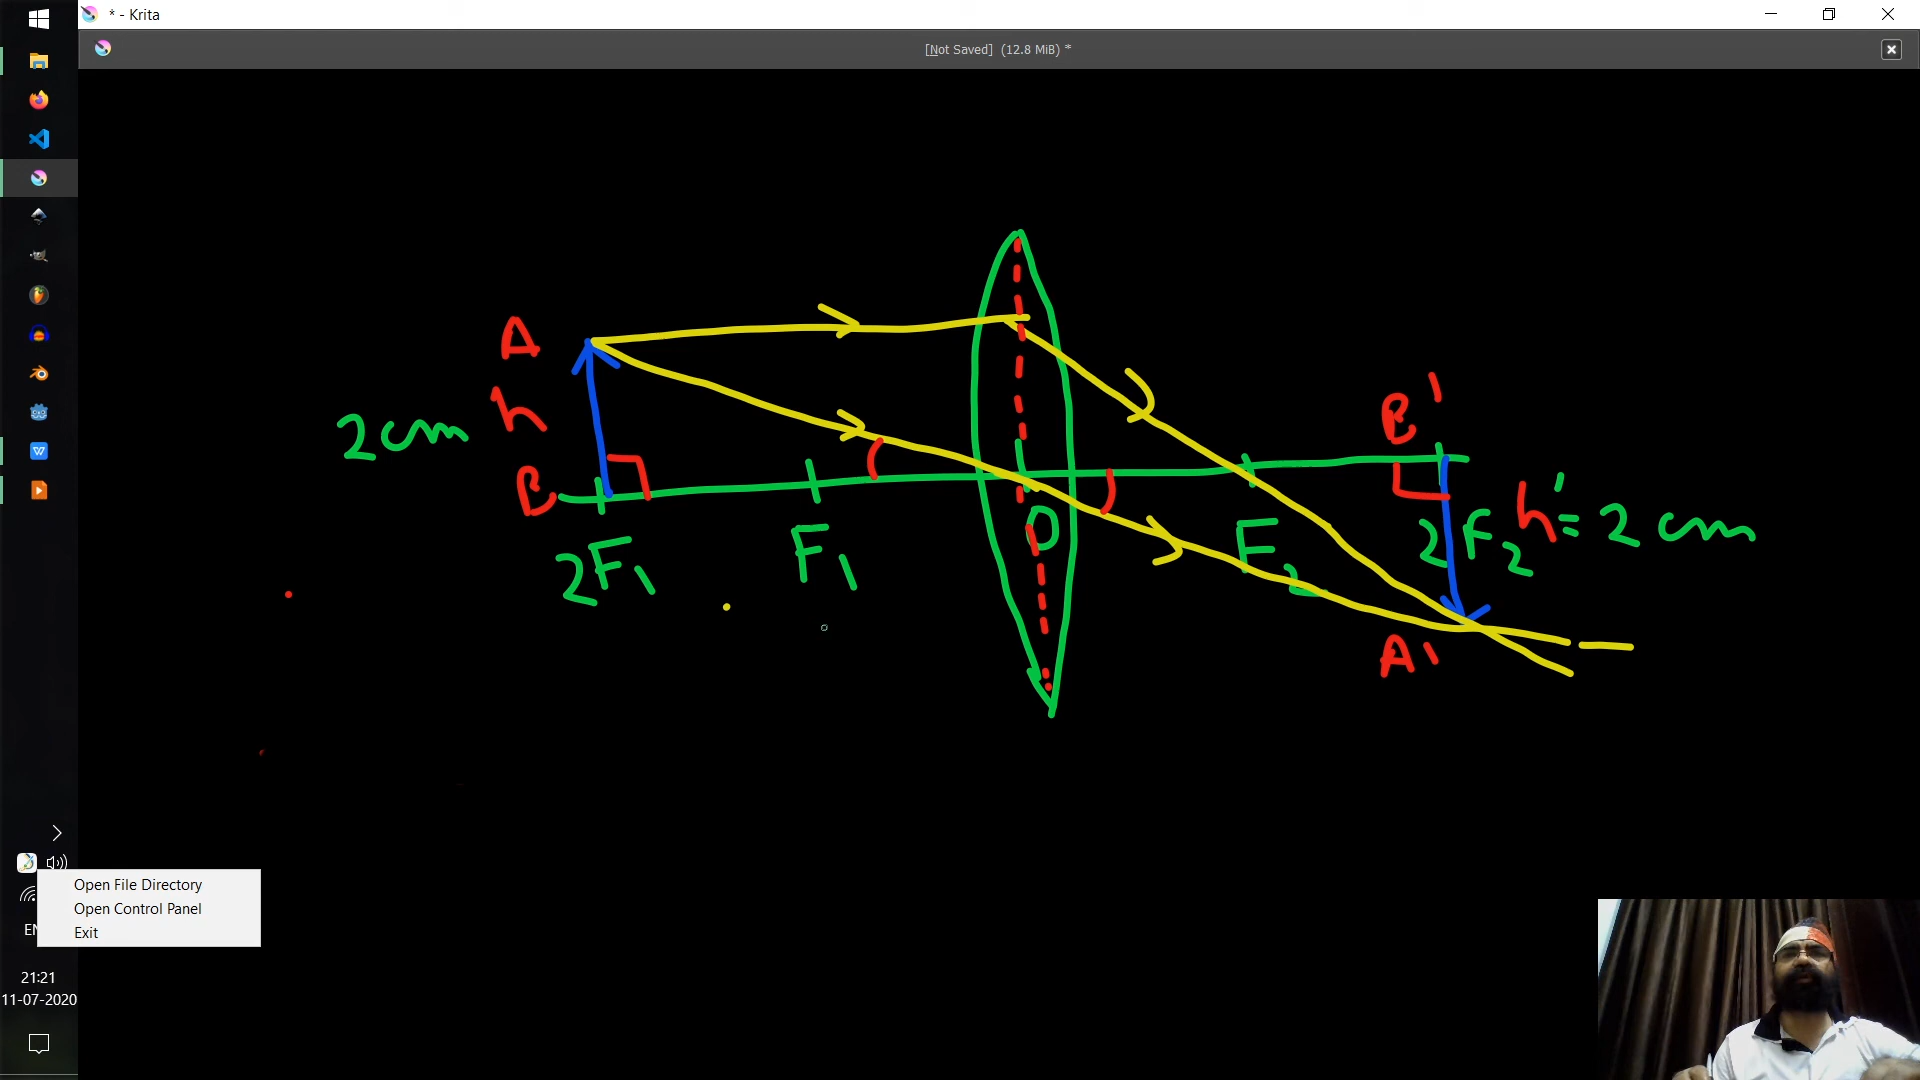 * - Krita
[Not Saved] (12.8 MiB) *
A
h
2cm
B
2F1
F1
O
F2
B'
2F2
h' = 2 cm
A'
Open File Directory
Open Control Panel
Exit
21:21
11-07-2020